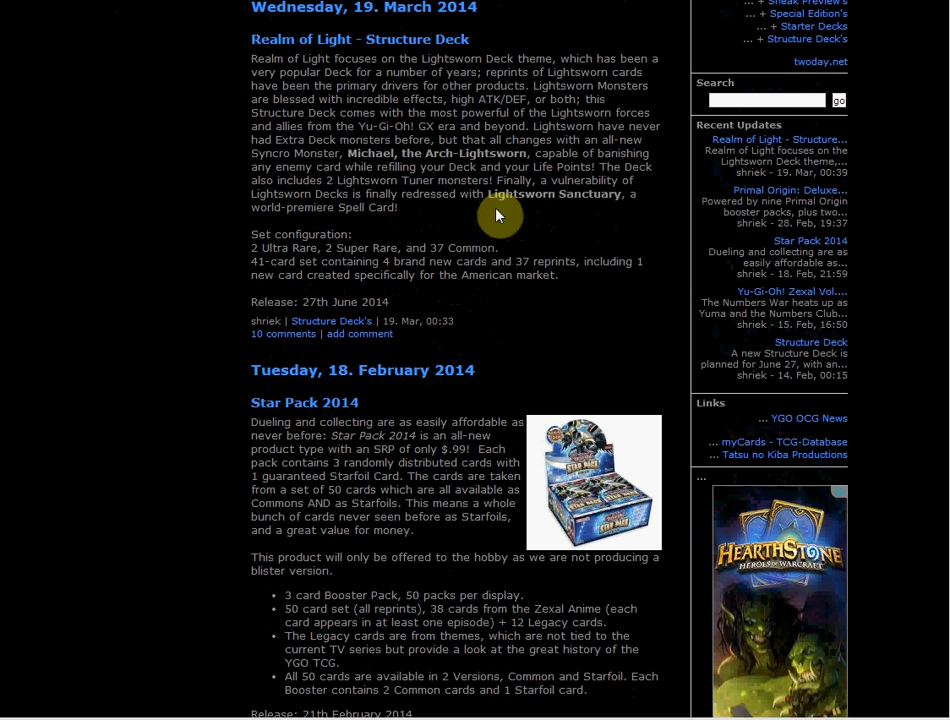 Wednesday, 19. March 2014
Realm of Light - Structure Deck
Realm of Light focuses on the Lightsworn Deck theme, which has been a
very popular Deck for a number of years; reprints of Lightsworn cards
have been the primary drivers for other products. Lightsworn Monsters
are blessed with incredible effects, high ATK/DEF, or both; this
Structure Deck comes with the most powerful of the Lightsworn forces
and allies from the Yu-Gi-Oh! GX era and beyond. Lightsworn have never
had Extra Deck monsters before, but that all changes with an all-new
Syncro Monster, Michael, the Arch-Lightsworn, capable of banishing
any enemy card while refilling your Deck and your Life Points! The Deck
also includes 2 Lightsworn Tuner monsters! Finally, a vulnerability of
Lightsworn Decks is finally redressed with Lightsworn Sanctuary, a
world-premiere Spell Card!
Set configuration:
2 Ultra Rare, 2 Super Rare, and 37 Common.
41-card set containing 4 brand new cards and 37 reprints, including 1
new card created specifically for the American market.
Release: 27th June 2014
shriek | Structure Deck's | 19. Mar, 00:33
10 comments | add comment
Tuesday, 18. February 2014
Star Pack 2014
Dueling and collecting are as easily affordable as
never before: Star Pack 2014 is an all-new
product type with an SRP of only $.99! Each
pack contains 3 randomly distributed cards with
1 guaranteed Starfoil Card. The cards are taken
from a set of 50 cards which are all available as
Commons AND as Starfoils. This means a whole
bunch of cards never seen before as Starfoils,
and a great value for money.
STAR PACK
This product will only be offered to the hobby as we are not producing a
blister version.
• 3 card Booster Pack, 50 packs per display.
• 50 card set (all reprints), 38 cards from the Zexal Anime (each
card appears in at least one episode) + 12 Legacy cards.
• The Legacy cards are from themes, which are not tied to the
current TV series but provide a look at the great history of the
YGO TCG.
• All 50 cards are available in 2 Versions, Common and Starfoil. Each
Booster contains 2 Common cards and 1 Starfoil card.
Release: 21th February 2014
... + Sneak Preview's
... + Special Edition's
... + Starter Decks
... + Structure Deck's
twoday.net
Search
go
Recent Updates
Realm of Light - Structure...
Realm of Light focuses on the
Lightsworn Deck theme,...
shriek - 19. Mar, 00:39
Primal Origin: Deluxe...
Powered by nine Primal Origin
booster packs, plus two...
shriek - 28. Feb, 19:37
Star Pack 2014
Dueling and collecting are as
easily affordable as...
shriek - 18. Feb, 21:59
Yu-Gi-Oh! Zexal Vol....
The Numbers War heats up as
Yuma and the Numbers Club...
shriek - 15. Feb, 16:50
Structure Deck
A new Structure Deck is
planned for June 27, with an...
shriek - 14. Feb, 00:15
Links
... YGO OCG News
... myCards - TCG-Database
... Tatsu no Kiba Productions
...
HEARTHSTONE
HEROES OF WARCRAFT